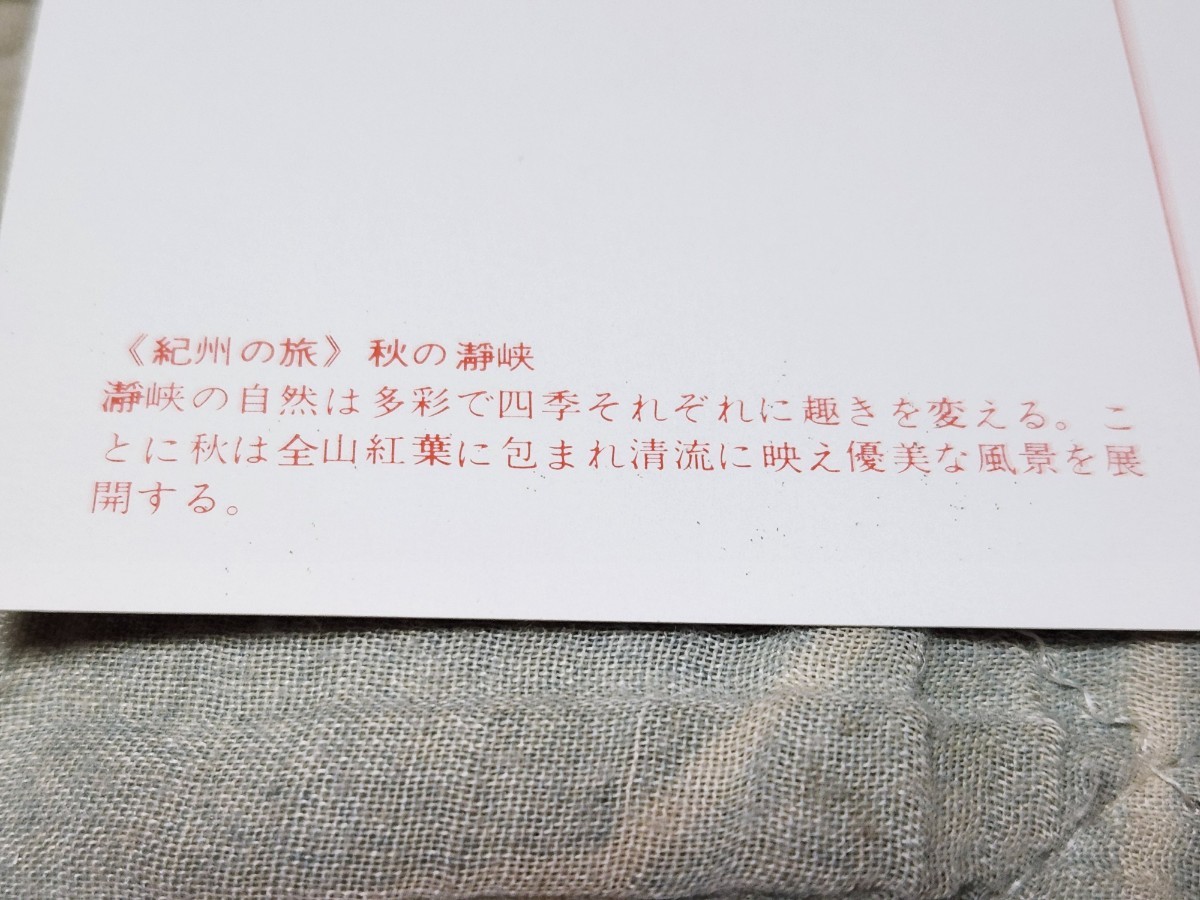 《紀州の旅》秋の瀞峡
瀞峡の自然は多彩で四季それぞれに趣きを変える。こ
とに秋は全山紅葉に包まれ清流に映え優美な風景を展
開する。